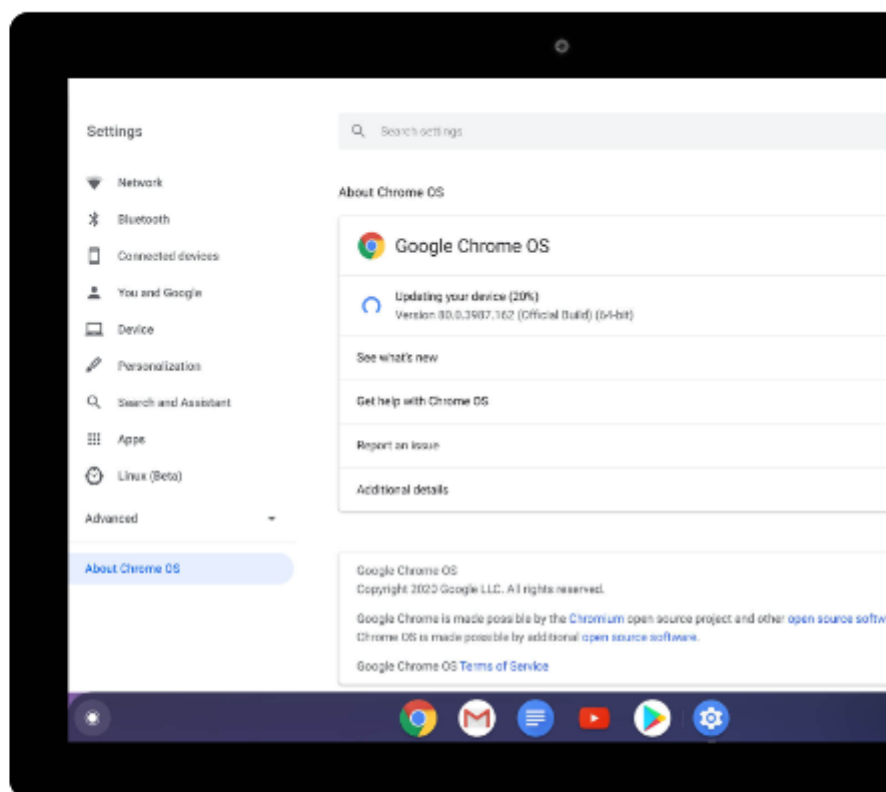 Settings
Search settings
Network
Bluetooth
Connected devices
You and Google
Device
Personalization
Search and Assistant
Apps
Linux (Beta)
Advanced
About Chrome OS
About Chrome OS
Google Chrome OS
Updating your device (20%)
Version 80.0.3987.162 (Official Build) (64-bit)
See what's new
Get help with Chrome OS
Report an issue
Additional details
Google Chrome OS
Copyright 2020 Google LLC. All rights reserved.
Google Chrome is made possible by the Chromium open source project and other open source softw
Chrome OS is made possible by additional open source software.
Google Chrome OS Terms of Service